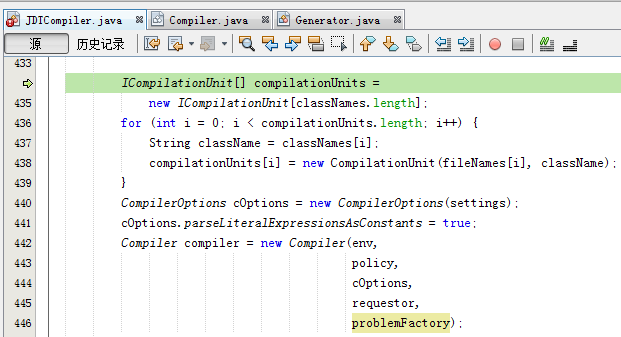 JDTCompiler.java
Compiler.java
Generator.java
源 历史记录
433
ICompilationUnit[] compilationUnits =
435 new ICompilationUnit[classNames.length];
436 for (int i = 0; i < compilationUnits.length; i++) {
437 String className = classNames[i];
438 compilationUnits[i] = new CompilationUnit(fileNames[i], className);
439 }
440 CompilerOptions cOptions = new CompilerOptions(settings);
441 cOptions.parseLiteralExpressionsAsConstants = true;
442 Compiler compiler = new Compiler(env,
443 policy,
444 cOptions,
445 requestor,
446 problemFactory);